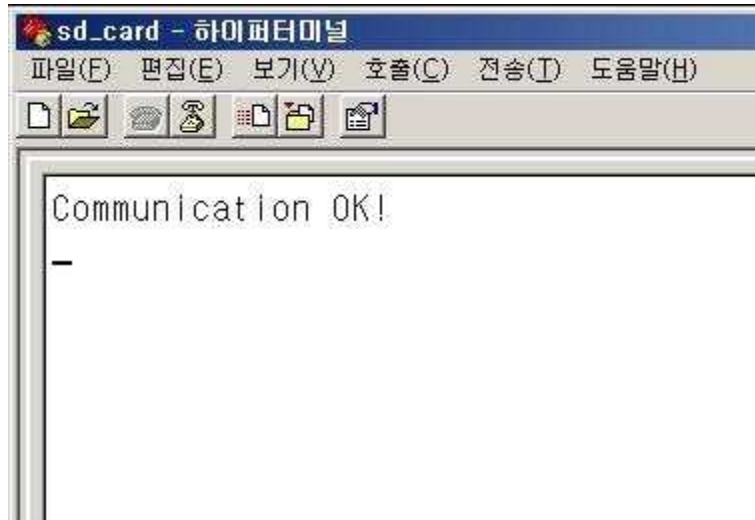 sd_card - 하이퍼터미널
파일(F) 편집(E) 보기(V) 호출(C) 전송(T) 도움말(H)
Communication OK!